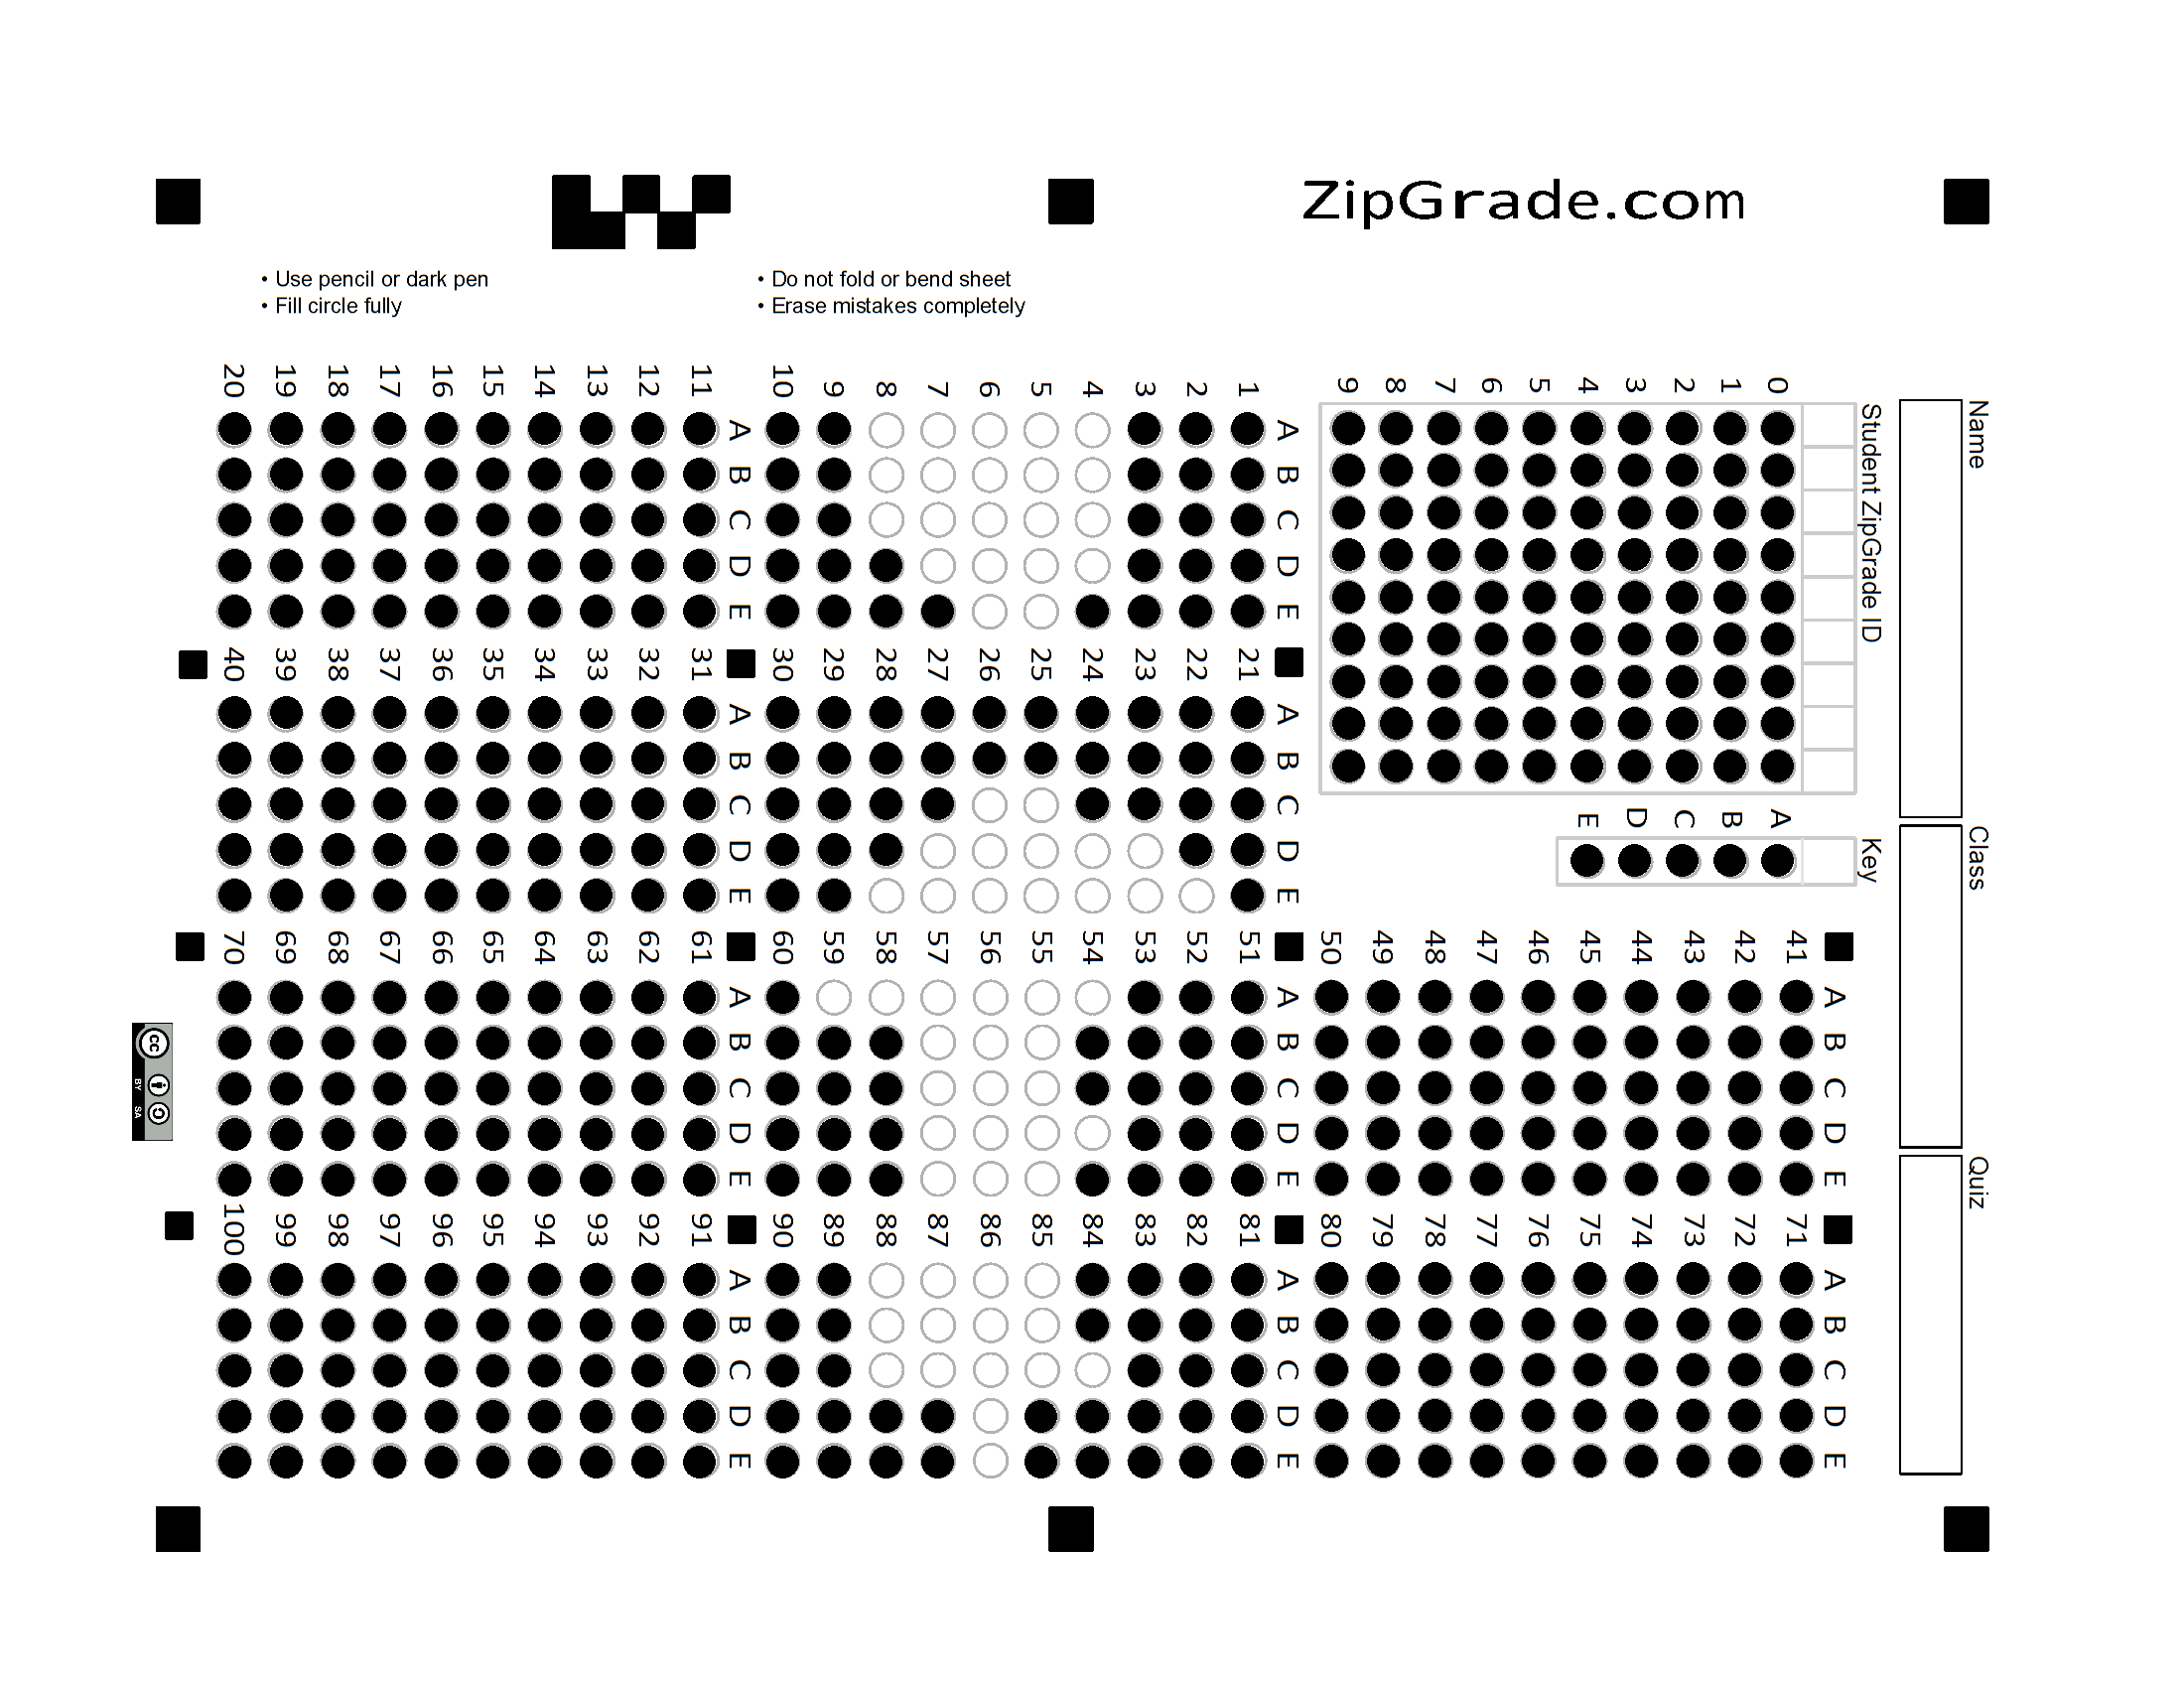 ZipGrade.com
• Use pencil or dark pen
• Fill circle fully
• Do not fold or bend sheet
• Erase mistakes completely
Name
Class
Quiz
Student ZipGrade ID
0 1 2 3 4 5 6 7 8 9
Key
A B C D E
A B C D E
1 2 3 4 5 6 7 8 9 10
A B C D E
11 12 13 14 15 16 17 18 19 20
A B C D E
21 22 23 24 25 26 27 28 29 30
A B C D E
31 32 33 34 35 36 37 38 39 40
A B C D E
41 42 43 44 45 46 47 48 49 50
A B C D E
51 52 53 54 55 56 57 58 59 60
A B C D E
61 62 63 64 65 66 67 68 69 70
A B C D E
71 72 73 74 75 76 77 78 79 80
A B C D E
81 82 83 84 85 86 87 88 89 90
A B C D E
91 92 93 94 95 96 97 98 99 100
cc
BY SA